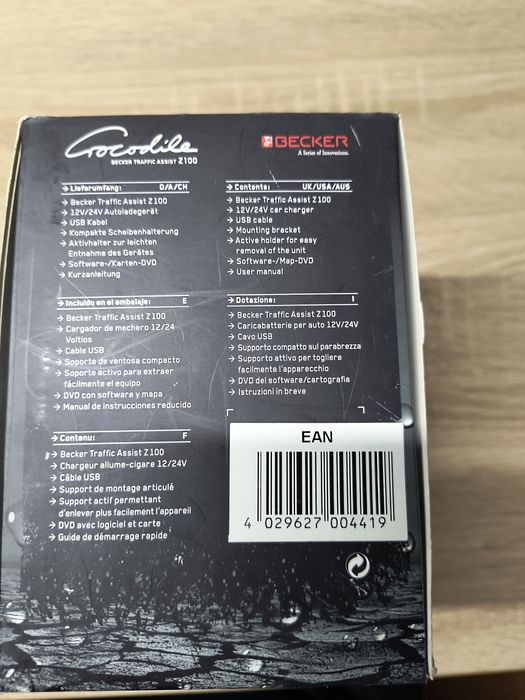 Crocodile
BECKER TRAFFIC ASSIST Z100
BECKER
A Series of Innovations.
→ Lieferumfang: D/A/CH
→ Becker Traffic Assist Z100
→ 12V/24V Autoladegerät
→ USB Kabel
→ Kompakte Scheibenhalterung
→ Aktivhalter zur leichten
Entnahme des Gerätes
→ Software-/Karten-DVD
→ Kurzanleitung
→ Contents: UK/USA/AUS
→ Becker Traffic Assist Z100
→ 12V/24V car charger
→ USB cable
→ Mounting bracket
→ Active holder for easy
removal of the unit
→ Software-/Map-DVD
→ User manual
→ Incluido en el embalaje: E
→ Becker Traffic Assist Z100
→ Cargador de mechero 12/24
Voltios
→ Cable USB
→ Soporte de ventosa compacto
→ Soporte activo para extraer
fácilmente el equipo
→ DVD con software y mapa
→ Manual de instrucciones reducido
→ Dotazione: I
→ Becker Traffic Assist Z100
→ Caricabatterie per auto 12V/24V
→ Cavo USB
→ Supporto compatto sul parabrezza
→ Supporto attivo per togliere
facilmente l'apparecchio
→ DVD del software/cartografia
→ Istruzioni in breve
→ Contenu: F
→ Becker Traffic Assist Z100
→ Chargeur allume-cigare 12/24V
→ Câble USB
→ Support de montage articulé
→ Support actif permettant
d'enlever plus facilement l'appareil
→ DVD avec logiciel et carte
→ Guide de démarrage rapide
EAN
4 029627 004419